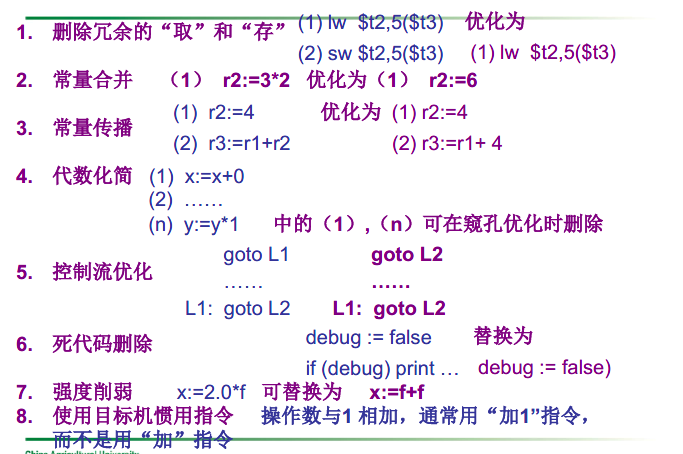 1. 删除冗余的“取”和“存” (1) lw $t2,5($t3) 优化为
(2) sw $t2,5($t3) (1) lw $t2,5($t3)
2. 常量合并 （1） r2:=3*2 优化为（1） r2:=6
(1) r2:=4 优化为 (1) r2:=4
3. 常量传播
(2) r3:=r1+r2 (2) r3:=r1+ 4
4. 代数化简 (1) x:=x+0
(2) ……
(n) y:=y*1 中的（1）,（n）可在窥孔优化时删除
goto L1 goto L2
5. 控制流优化
…… ……
L1: goto L2 L1: goto L2
debug := false 替换为
6. 死代码删除
if (debug) print … debug := false)
7. 强度削弱 x:=2.0*f 可替换为 x:=f+f
8. 使用目标机惯用指令 操作数与1 相加，通常用“加1”指令，
而不是用“加”指令
China Agricultural University